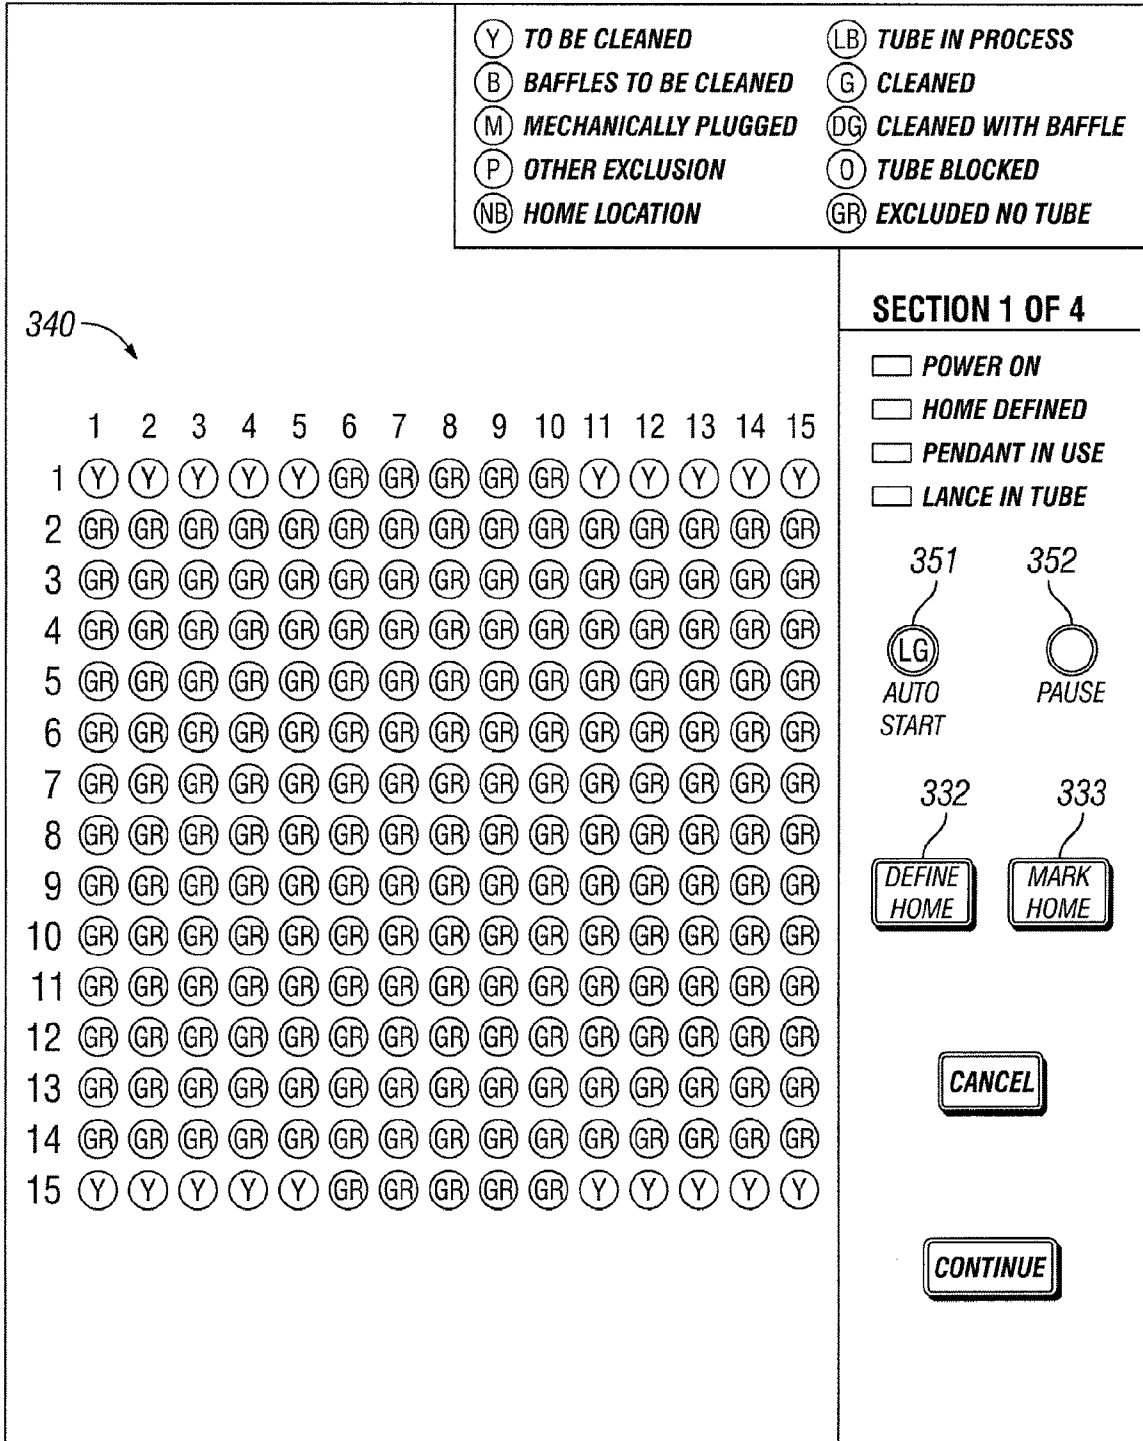 Y TO BE CLEANED LB TUBE IN PROCESS
B BAFFLES TO BE CLEANED G CLEANED
M MECHANICALLY PLUGGED DG CLEANED WITH BAFFLE
P OTHER EXCLUSION O TUBE BLOCKED
NB HOME LOCATION GR EXCLUDED NO TUBE
340
1 2 3 4 5 6 7 8 9 10 11 12 13 14 15
1 Y Y Y Y Y GR GR GR GR GR Y Y Y Y Y
2 GR GR GR GR GR GR GR GR GR GR GR GR GR GR GR
3 GR GR GR GR GR GR GR GR GR GR GR GR GR GR GR
4 GR GR GR GR GR GR GR GR GR GR GR GR GR GR GR
5 GR GR GR GR GR GR GR GR GR GR GR GR GR GR GR
6 GR GR GR GR GR GR GR GR GR GR GR GR GR GR GR
7 GR GR GR GR GR GR GR GR GR GR GR GR GR GR GR
8 GR GR GR GR GR GR GR GR GR GR GR GR GR GR GR
9 GR GR GR GR GR GR GR GR GR GR GR GR GR GR GR
10 GR GR GR GR GR GR GR GR GR GR GR GR GR GR GR
11 GR GR GR GR GR GR GR GR GR GR GR GR GR GR GR
12 GR GR GR GR GR GR GR GR GR GR GR GR GR GR GR
13 GR GR GR GR GR GR GR GR GR GR GR GR GR GR GR
14 GR GR GR GR GR GR GR GR GR GR GR GR GR GR GR
15 Y Y Y Y Y GR GR GR GR GR Y Y Y Y Y
SECTION 1 OF 4
POWER ON
HOME DEFINED
PENDANT IN USE
LANCE IN TUBE
351 352
LG
AUTO PAUSE
START
332 333
DEFINE MARK
HOME HOME
CANCEL
CONTINUE